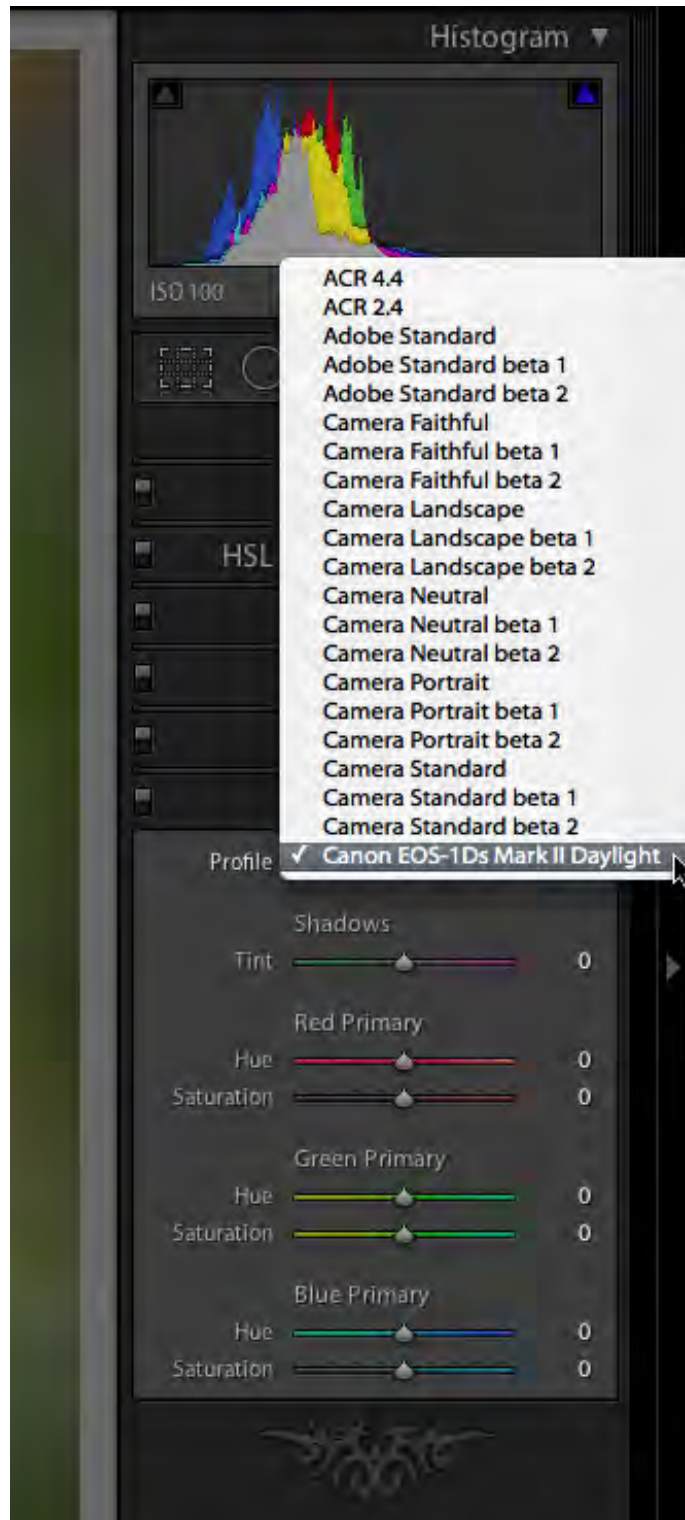 Histogram
ISO 100
ACR 4.4
ACR 2.4
Adobe Standard
Adobe Standard beta 1
Adobe Standard beta 2
Camera Faithful
Camera Faithful beta 1
Camera Faithful beta 2
Camera Landscape
Camera Landscape beta 1
Camera Landscape beta 2
Camera Neutral
Camera Neutral beta 1
Camera Neutral beta 2
Camera Portrait
Camera Portrait beta 1
Camera Portrait beta 2
Camera Standard
Camera Standard beta 1
Camera Standard beta 2
HSL
Profile ✓ Canon EOS-1Ds Mark II Daylight
Shadows
Tint 0
Red Primary
Hue 0
Saturation 0
Green Primary
Hue 0
Saturation 0
Blue Primary
Hue 0
Saturation 0